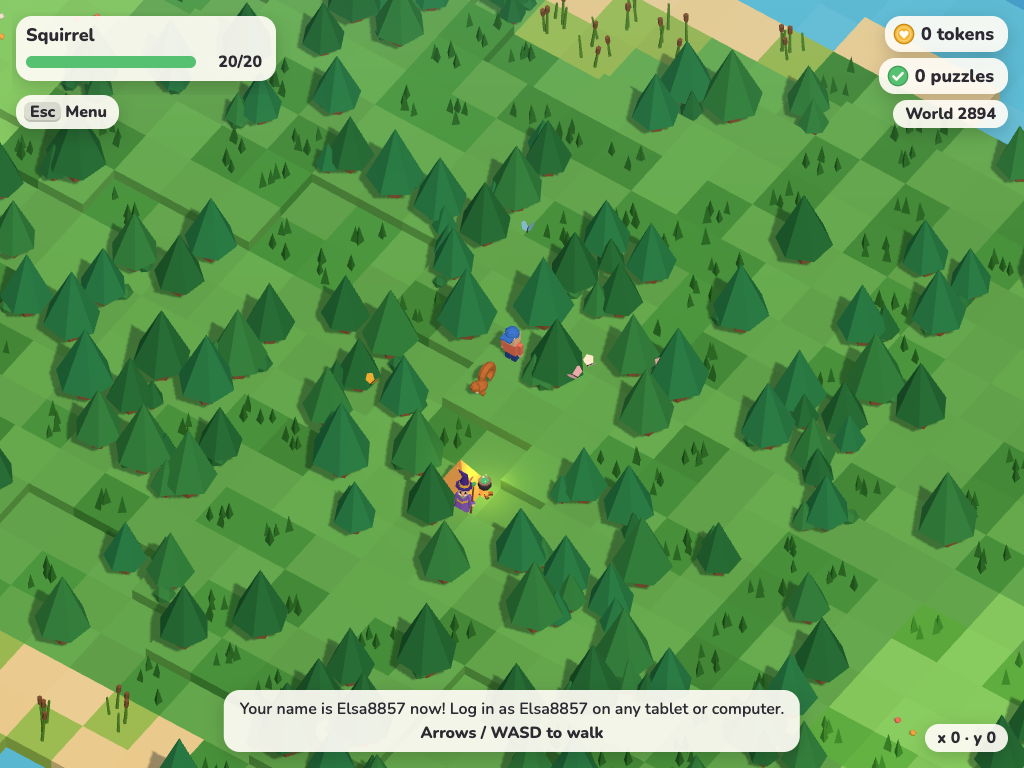 Squirrel
20/20
Esc Menu
0 tokens
0 puzzles
World 2894
Your name is Elsa8857 now! Log in as Elsa8857 on any tablet or computer.
Arrows / WASD to walk
x 0 · y 0